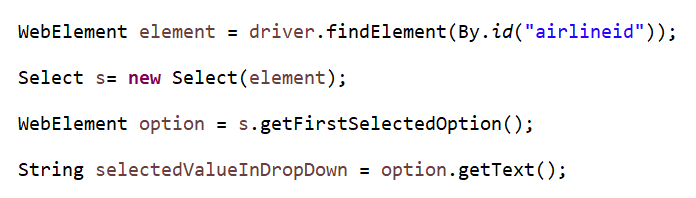 WebElement element = driver.findElement(By.id("airlineid"));
Select s= new Select(element);
WebElement option = s.getFirstSelectedOption();
String selectedValueInDropDown = option.getText();